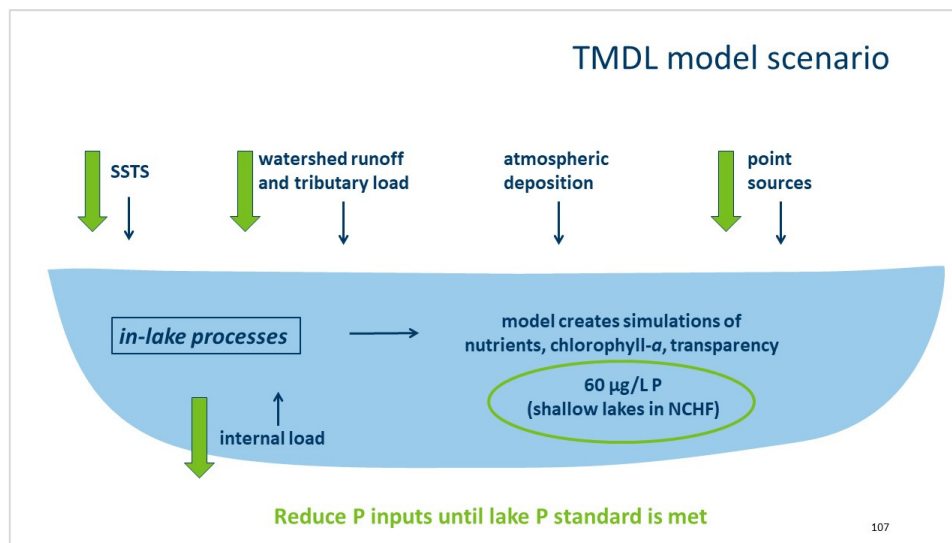 TMDL model scenario
SSTS
watershed runoff
and tributary load
atmospheric
deposition
point
sources
in-lake processes
model creates simulations of
nutrients, chlorophyll-a, transparency
60 µg/L P
(shallow lakes in NCHF)
internal load
Reduce P inputs until lake P standard is met
107